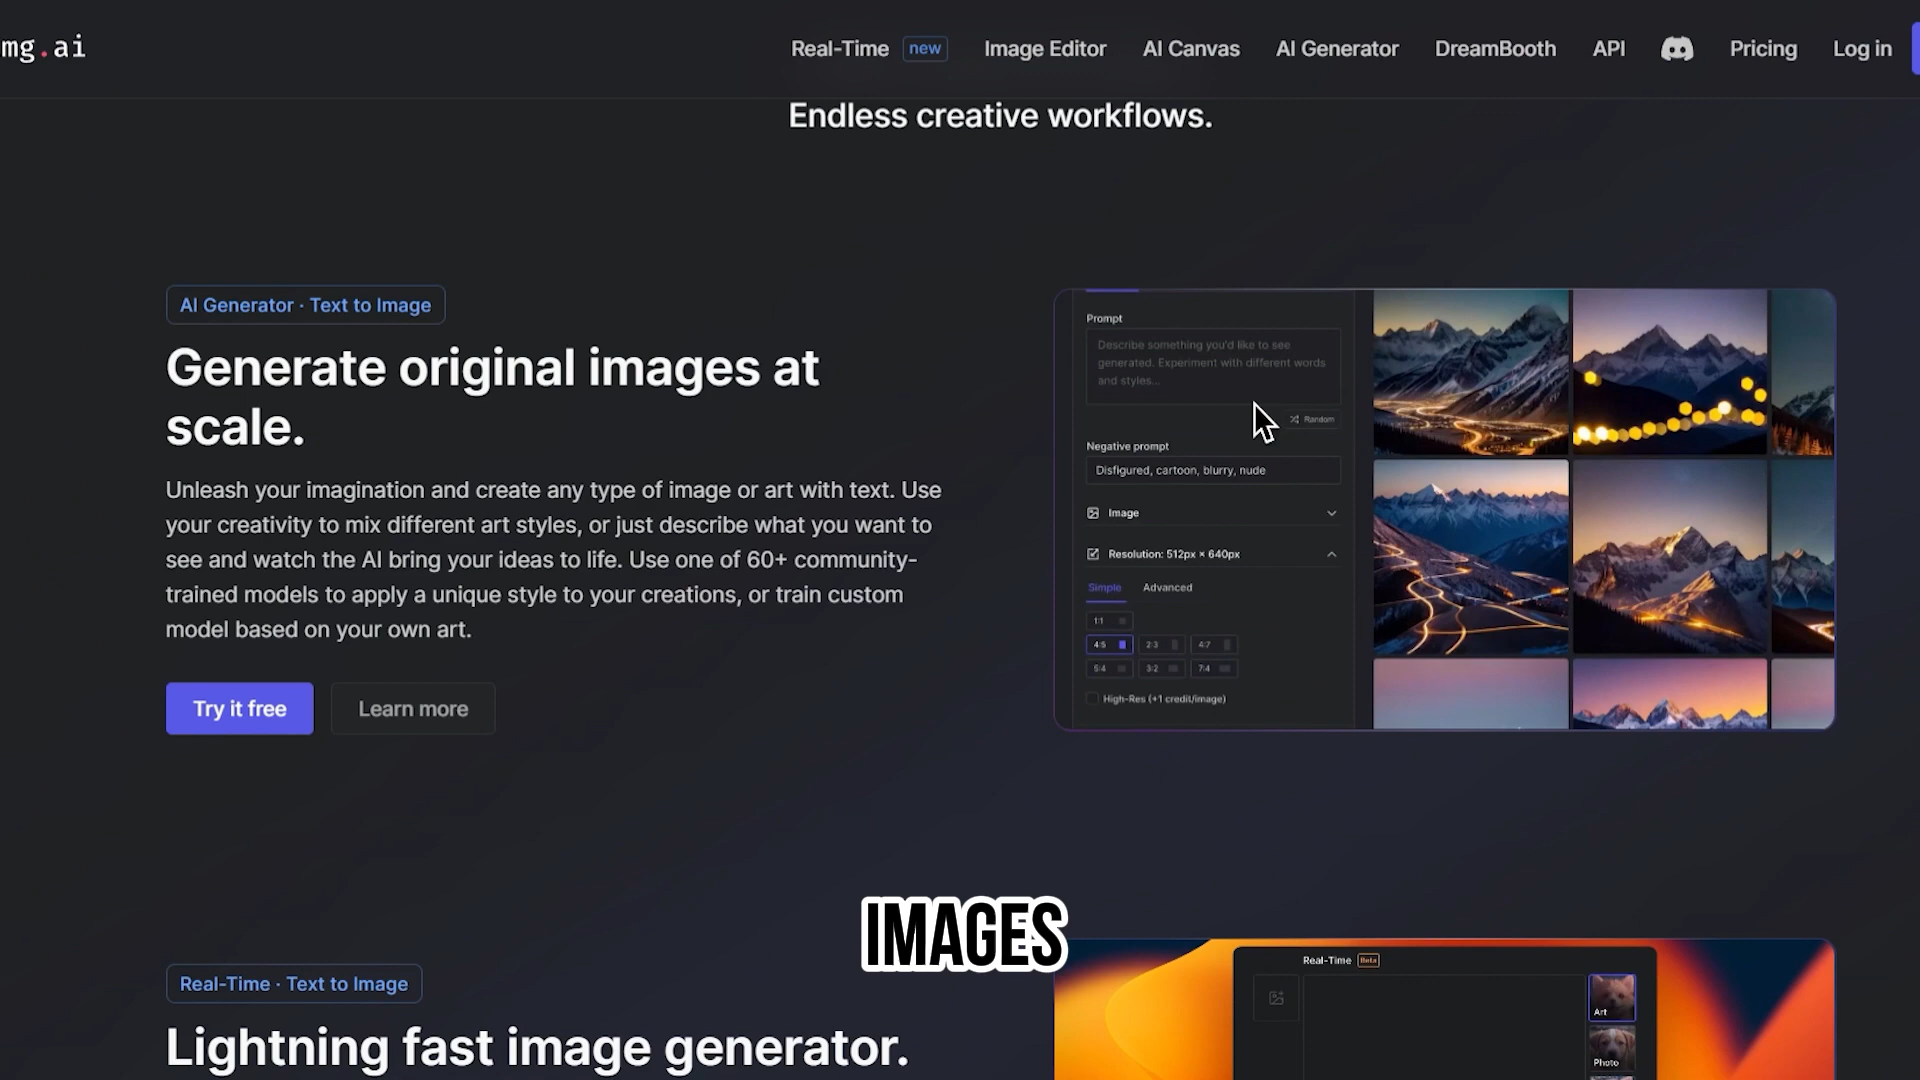 mg.ai
Real-Time new Image Editor AI Canvas AI Generator DreamBooth API Pricing Log in
Endless creative workflows.
AI Generator · Text to Image
Generate original images at
scale.
Unleash your imagination and create any type of image or art with text. Use
your creativity to mix different art styles, or just describe what you want to
see and watch the AI bring your ideas to life. Use one of 60+ community-
trained models to apply a unique style to your creations, or train custom
model based on your own art.
Try it free Learn more
Prompt
Describe something you'd like to see
generated. Experiment with different words
and styles...
Random
Negative prompt
Disfigured, cartoon, blurry, nude
Image
Resolution: 512px × 640px
Simple Advanced
1:1
4:5 2:3 4:7
5:4 3:2 7:4
High-Res (+1 credit/image)
IMAGES
Real-Time · Text to Image
Lightning fast image generator.
Real-Time Beta
Art
Photo